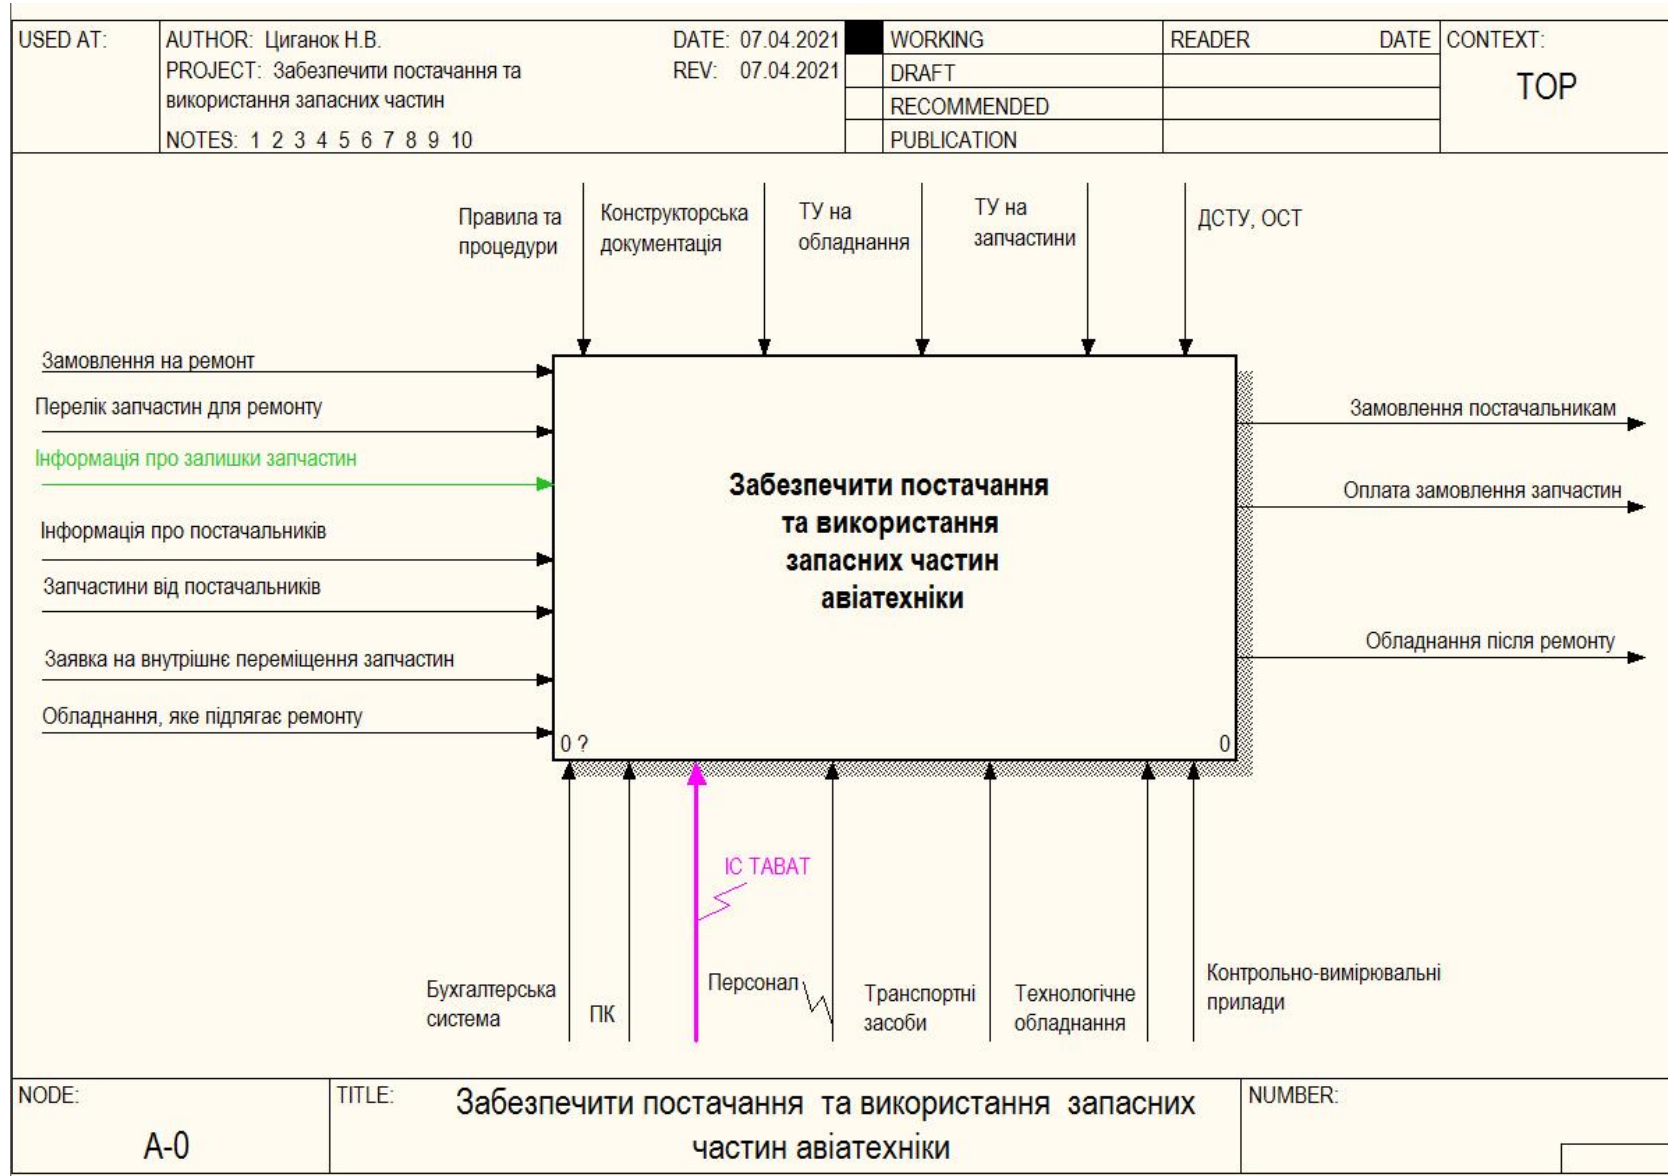 USED AT:
AUTHOR: Циганок Н.В.
DATE: 07.04.2021
PROJECT: Забезпечити постачання та
REV: 07.04.2021
використання запасних частин
NOTES: 1 2 3 4 5 6 7 8 9 10
WORKING
DRAFT
RECOMMENDED
PUBLICATION
READER DATE
CONTEXT:
TOP
Правила та
процедури
Конструкторська
документація
ТУ на
обладнання
ТУ на
запчастини
ДСТУ, ОСТ
Замовлення на ремонт
Перелік запчастин для ремонту
Інформація про залишки запчастин
Інформація про постачальників
Запчастини від постачальників
Заявка на внутрішнє переміщення запчастин
Обладнання, яке підлягає ремонту
Забезпечити постачання
та використання
запасних частин
авіатехніки
0 ?
0
Замовлення постачальникам
Оплата замовлення запчастин
Обладнання після ремонту
Бухгалтерська
система
ПК
ІС ТАВАТ
Персонал
Транспортні
засоби
Технологічне
обладнання
Контрольно-вимірювальні
прилади
NODE:
A-0
TITLE:
Забезпечити постачання та використання запасних
частин авіатехніки
NUMBER: